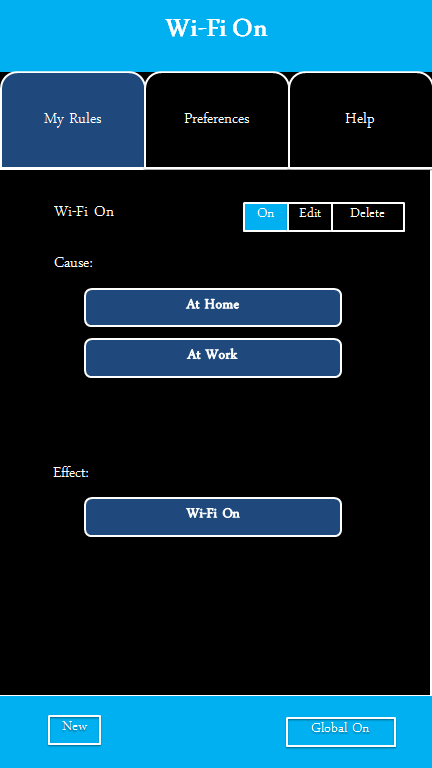 Wi-Fi On
My Rules Preferences Help
Wi-Fi On On Edit Delete
Cause:
At Home
At Work
Effect:
Wi-Fi On
New Global On